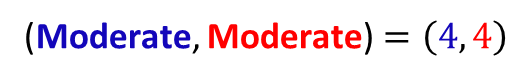 (Moderate, Moderate) = (4, 4)